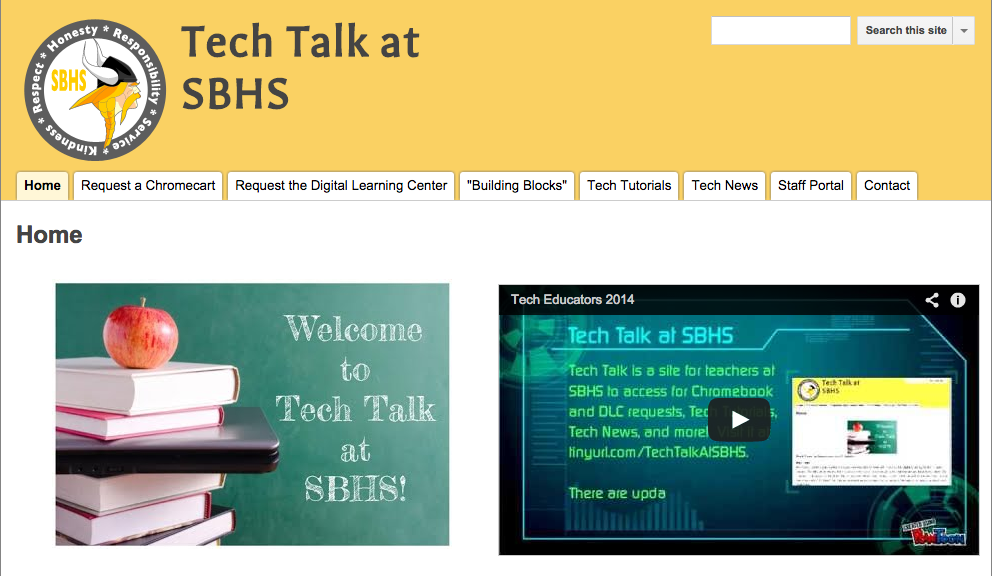 Honesty * Responsibility * Service * Kindness * Respect *
SBHS
Tech Talk at
SBHS
Search this site
Home
Request a Chromecart
Request the Digital Learning Center
"Building Blocks"
Tech Tutorials
Tech News
Staff Portal
Contact
Home
Welcome
to
Tech Talk
at
SBHS!
Tech Educators 2014
Tech Talk at SBHS
Tech Talk is a site for teachers at
SBHS to access for Chromebook
and DLC requests, Tech
Tech News, and more!
tinyurl.com/TechTalkAtSBHS.
There are upda
Tech Talk at
SBHS
CREATED USING
PowToon